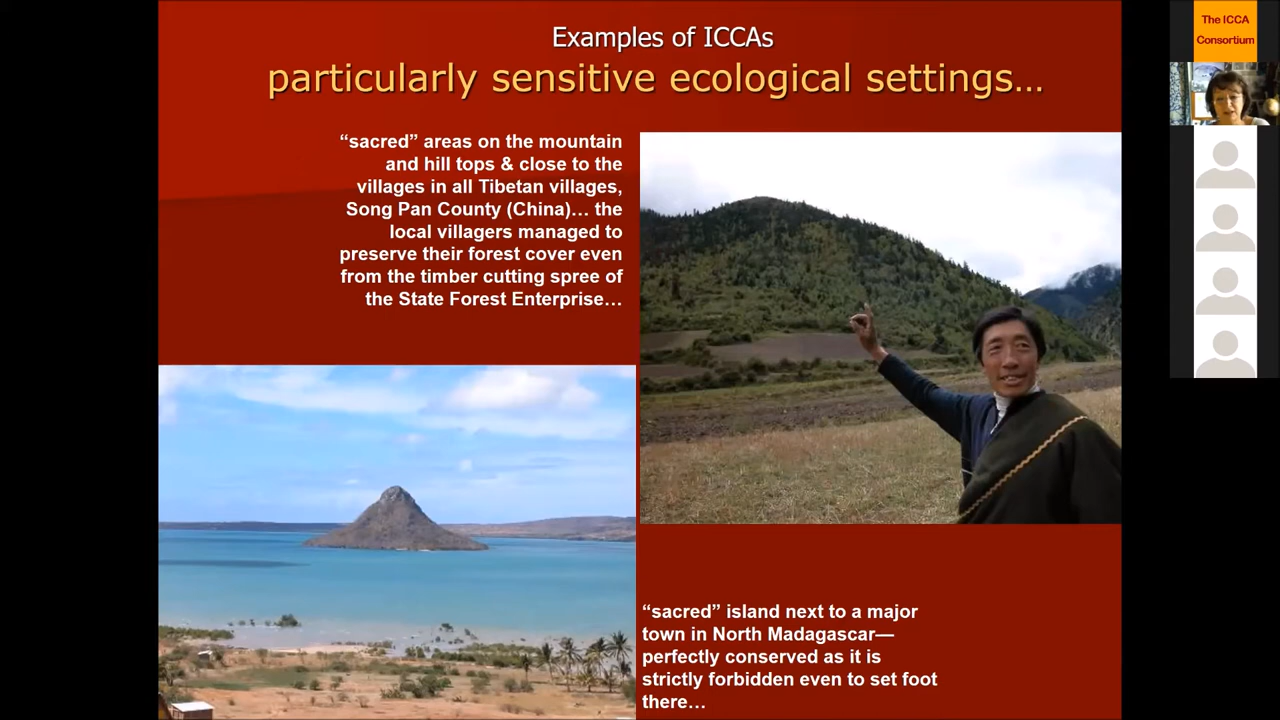 Examples of ICCAs
particularly sensitive ecological settings…
“sacred” areas on the mountain
and hill tops & close to the
villages in all Tibetan villages,
Song Pan County (China)… the
local villagers managed to
preserve their forest cover even
from the timber cutting spree of
the State Forest Enterprise…
“sacred” island next to a major
town in North Madagascar—
perfectly conserved as it is
strictly forbidden even to set foot
there…
The ICCA
Consortium